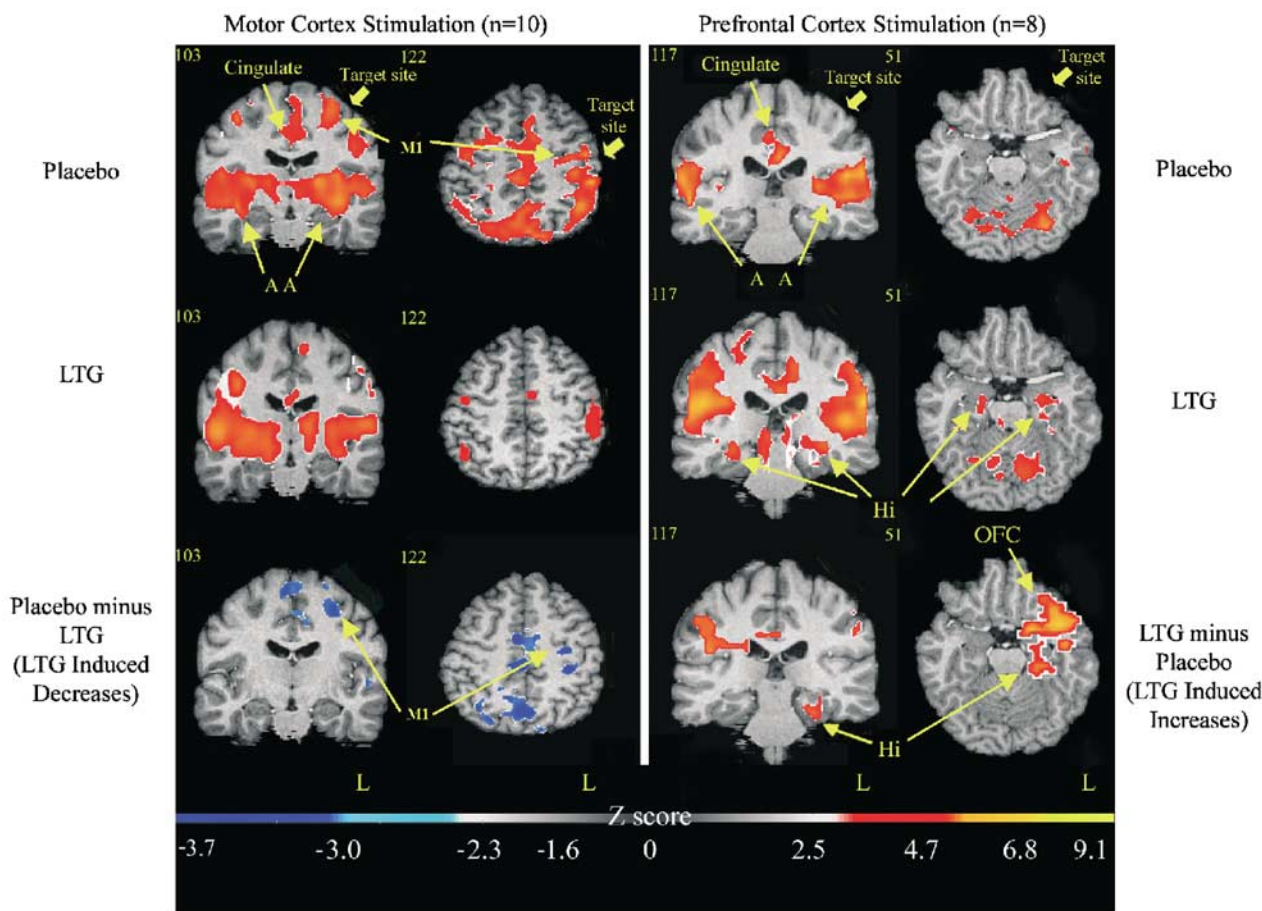 Motor Cortex Stimulation (n=10)
Prefrontal Cortex Stimulation (n=8)
103
122
117
51
Cingulate
Target site
Target
site
Cingulate
Target site
Target
site
M1
Placebo
Placebo
A A
A A
103
122
117
51
LTG
LTG
Hi
103
122
117
51
OFC
Placebo minus
LTG
(LTG Induced
Decreases)
LTG minus
Placebo
(LTG Induced
Increases)
M1
Hi
L
L
L
L
Z score
-3.7 -3.0 -2.3 -1.6 0 2.5 4.7 6.8 9.1